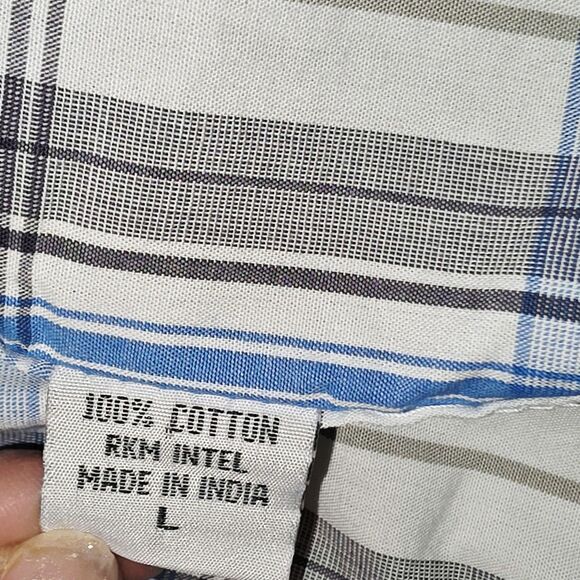 100% COTTON
RKM INTEL
MADE IN INDIA
L